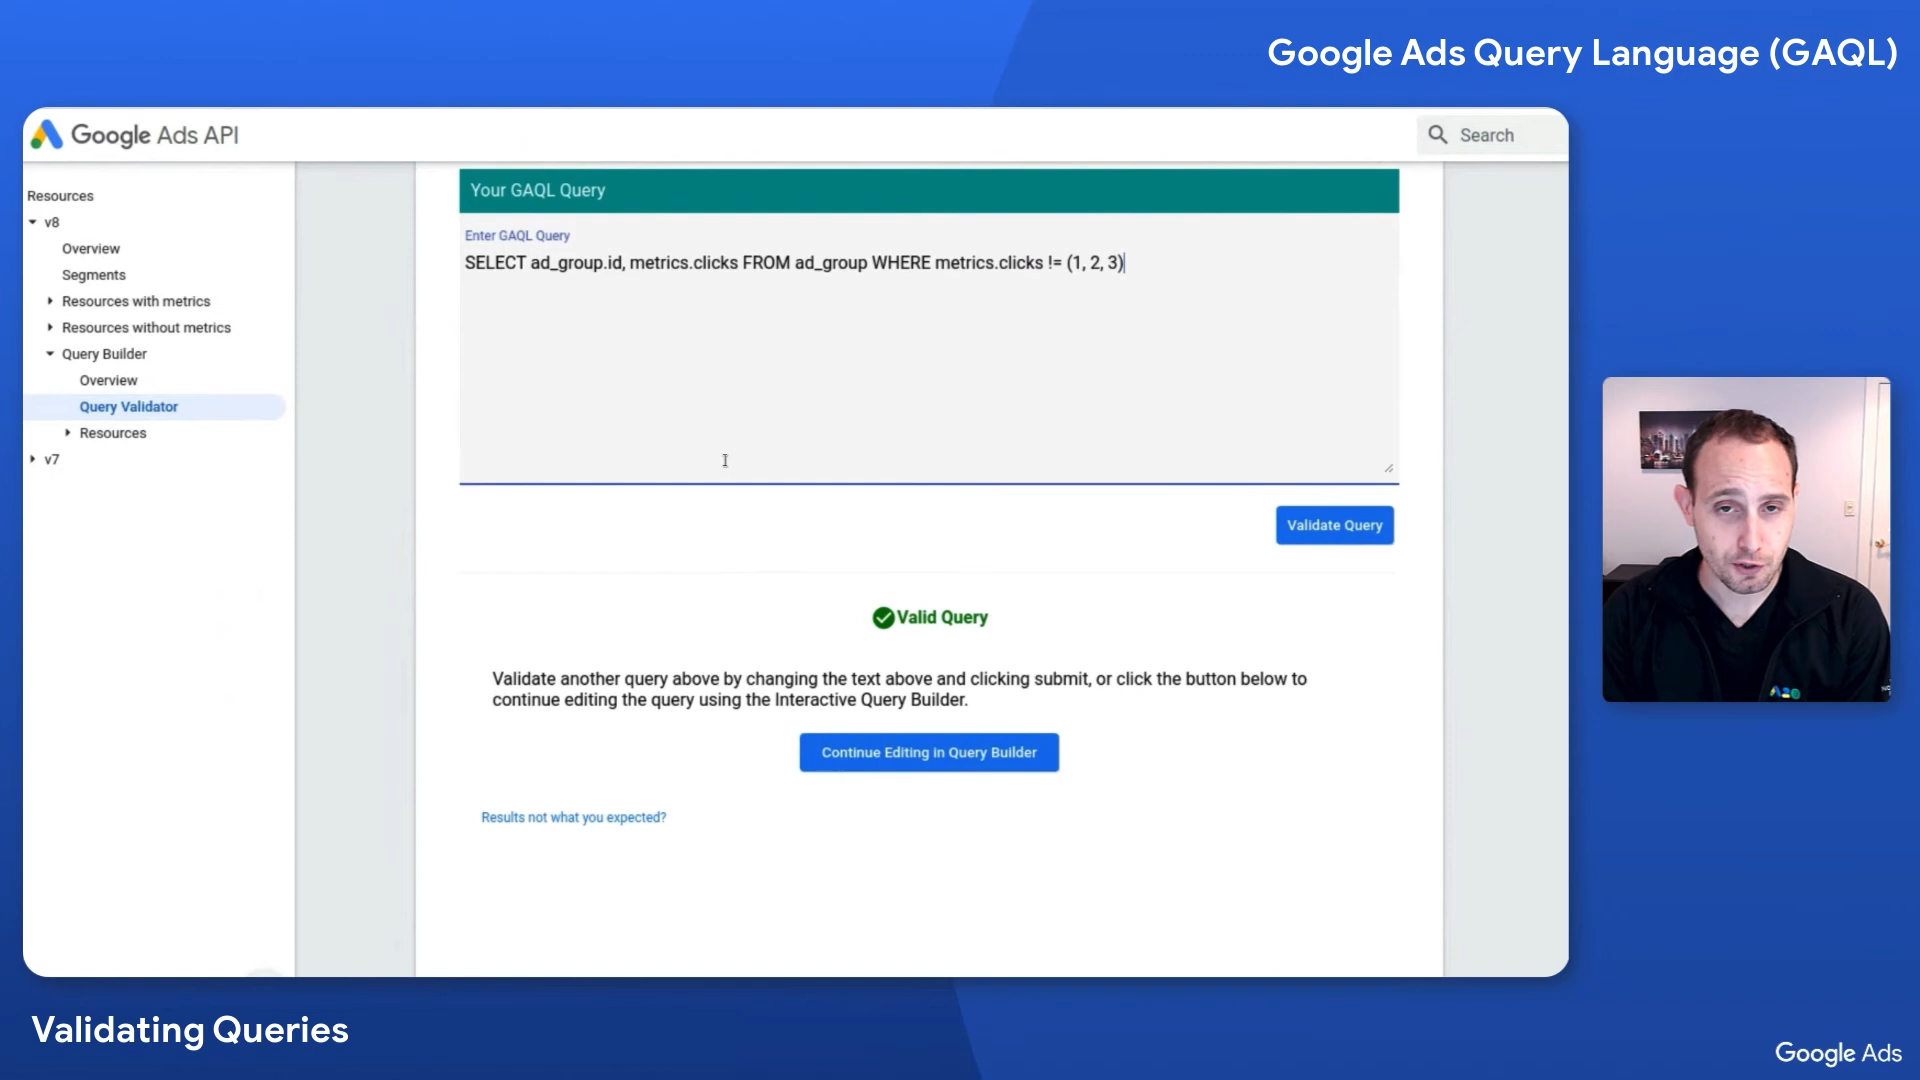 Google Ads Query Language (GAQL)
Google Ads API
Search
Resources
v8
Overview
Segments
Resources with metrics
Resources without metrics
Query Builder
Overview
Query Validator
Resources
v7
Your GAQL Query
Enter GAQL Query
SELECT ad_group.id, metrics.clicks FROM ad_group WHERE metrics.clicks != (1, 2, 3)
Validate Query
Valid Query
Validate another query above by changing the text above and clicking submit, or click the button below to
continue editing the query using the Interactive Query Builder.
Continue Editing in Query Builder
Results not what you expected?
Validating Queries
Google Ads